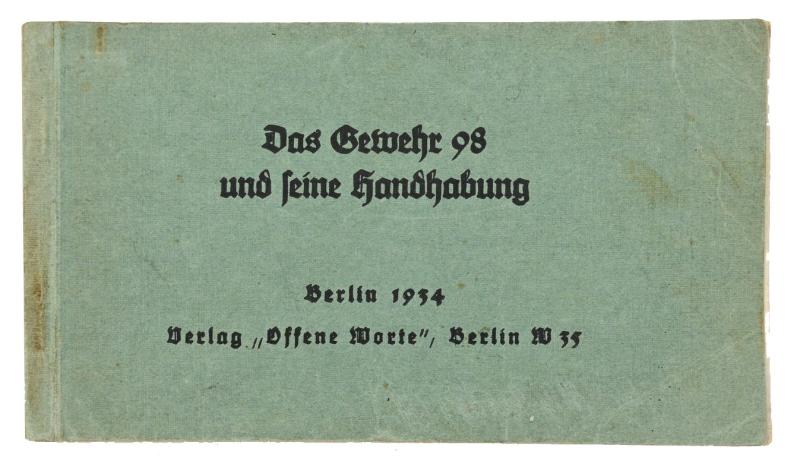 Das Gewehr 98
und seine Handhabung
Berlin 1934
Verlag „Offene Worte", Berlin W 35